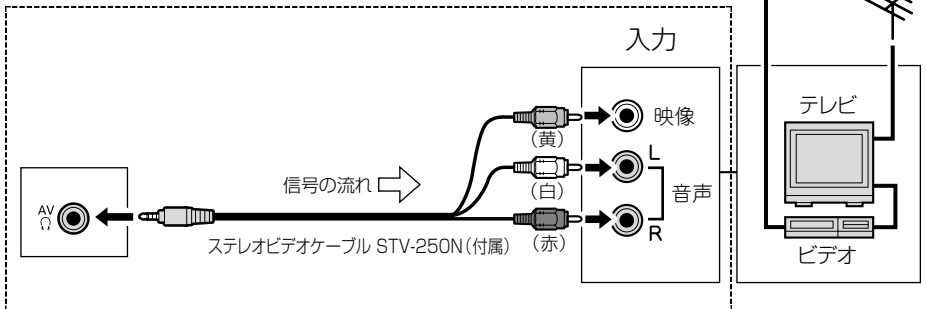 入力
テレビ
(黄)
映像
L
信号の流れ
(白)
音声
AV
R
ステレオビデオケーブル STV-250N(付属)
(赤)
ビデオ